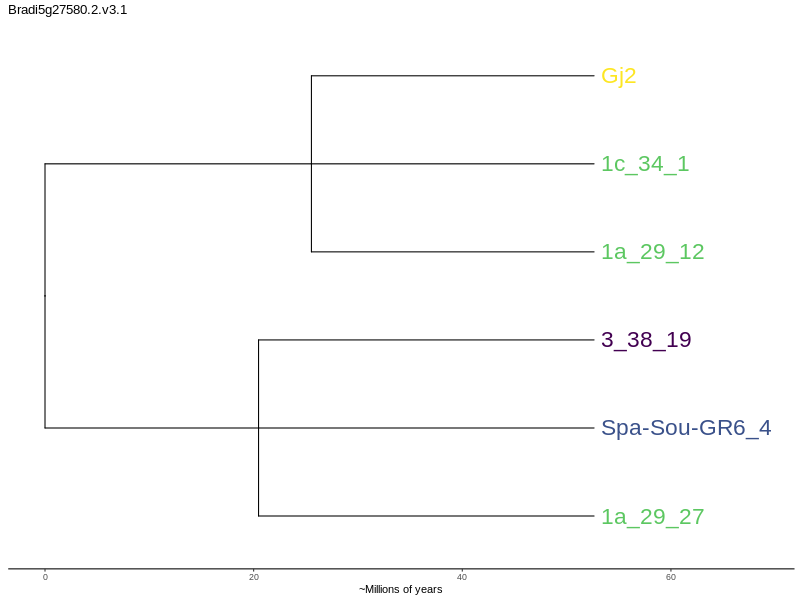 Bradi5g27580.2.v3.1
Gj2
1c_34_1
1a_29_12
3_38_19
Spa-Sou-GR6_4
1a_29_27
0 20 40 60
~Millions of years